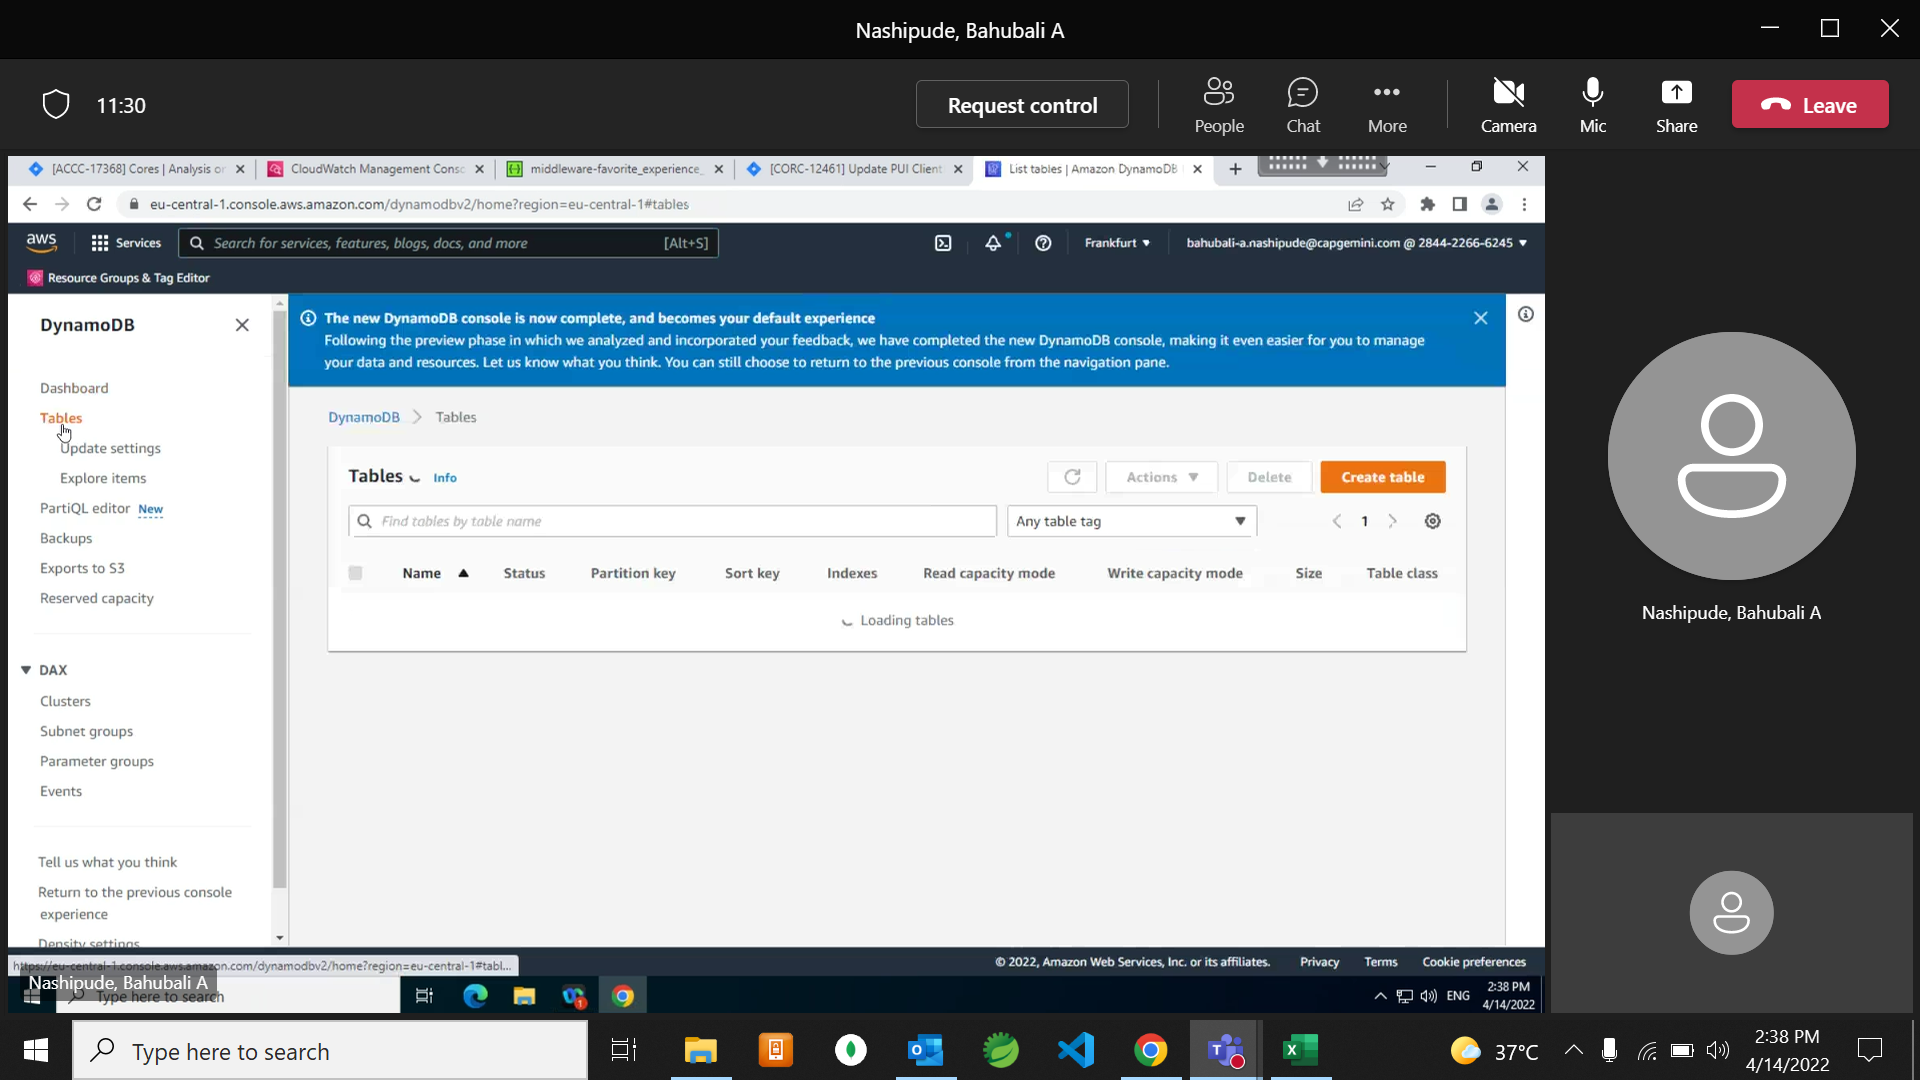 Nashipude, Bahubali A
11:30
Request control
People
Chat
More
Camera
Mic
Share
Leave
[ACCC-17368] Cores | Analysis or
CloudWatch Management Conso
middleware-favorite_experience_
[CORC-12461] Update PUI Client
List tables | Amazon DynamoDB
eu-central-1.console.aws.amazon.com/dynamodbv2/home?region=eu-central-1#tables
aws
Services
Search for services, features, blogs, docs, and more
[Alt+S]
Frankfurt
bahubali-a.nashipude@capgemini.com @ 2844-2266-6245
Resource Groups & Tag Editor
DynamoDB
Dashboard
Tables
Update settings
Explore items
PartiQL editor New
Backups
Exports to S3
Reserved capacity
DAX
Clusters
Subnet groups
Parameter groups
Events
Tell us what you think
Return to the previous console
experience
Density settings
The new DynamoDB console is now complete, and becomes your default experience
Following the preview phase in which we analyzed and incorporated your feedback, we have completed the new DynamoDB console, making it even easier for you to manage
your data and resources. Let us know what you think. You can still choose to return to the previous console from the navigation pane.
DynamoDB > Tables
Tables Info
Actions
Delete
Create table
Find tables by table name
Any table tag
1
Name
Status
Partition key
Sort key
Indexes
Read capacity mode
Write capacity mode
Size
Table class
Loading tables
Nashipude, Bahubali A
https://eu-central-1.console.aws.amazon.com/dynamodbv2/home?region=eu-central-1#tabl...
© 2022, Amazon Web Services, Inc. or its affiliates.
Privacy
Terms
Cookie preferences
Nashipude, Bahubali A
Type here to search
1
ENG
2:38 PM
4/14/2022
Type here to search
37°C
2:38 PM
4/14/2022